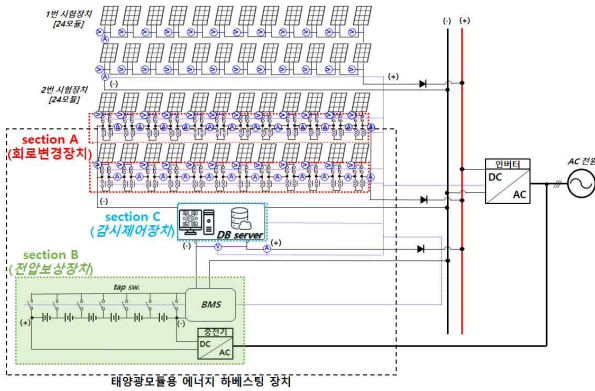 1번 시험장치
[24모듈]
(-)
(+)
(-)
(+)
2번 시험장치
[24모듈]
section A
(회로변경장치)
인버터
DC
AC
AC 전원
(-)
section C
(감시제어장치)
DB server
(-)
(+)
V
A
section B
(전압보상장치)
tap sw.
BMS
(+)
(-)
충전기
DC
AC
태양광모듈용 에너지 하베스팅 장치